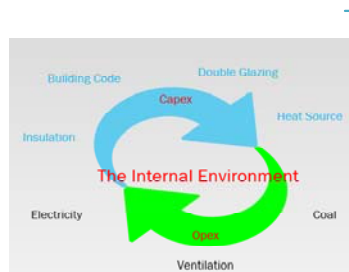 Double Glazing
Building Code
Capex
Heat Source
Insulation
The Internal Environment
Electricity
Coal
Opex
Ventilation